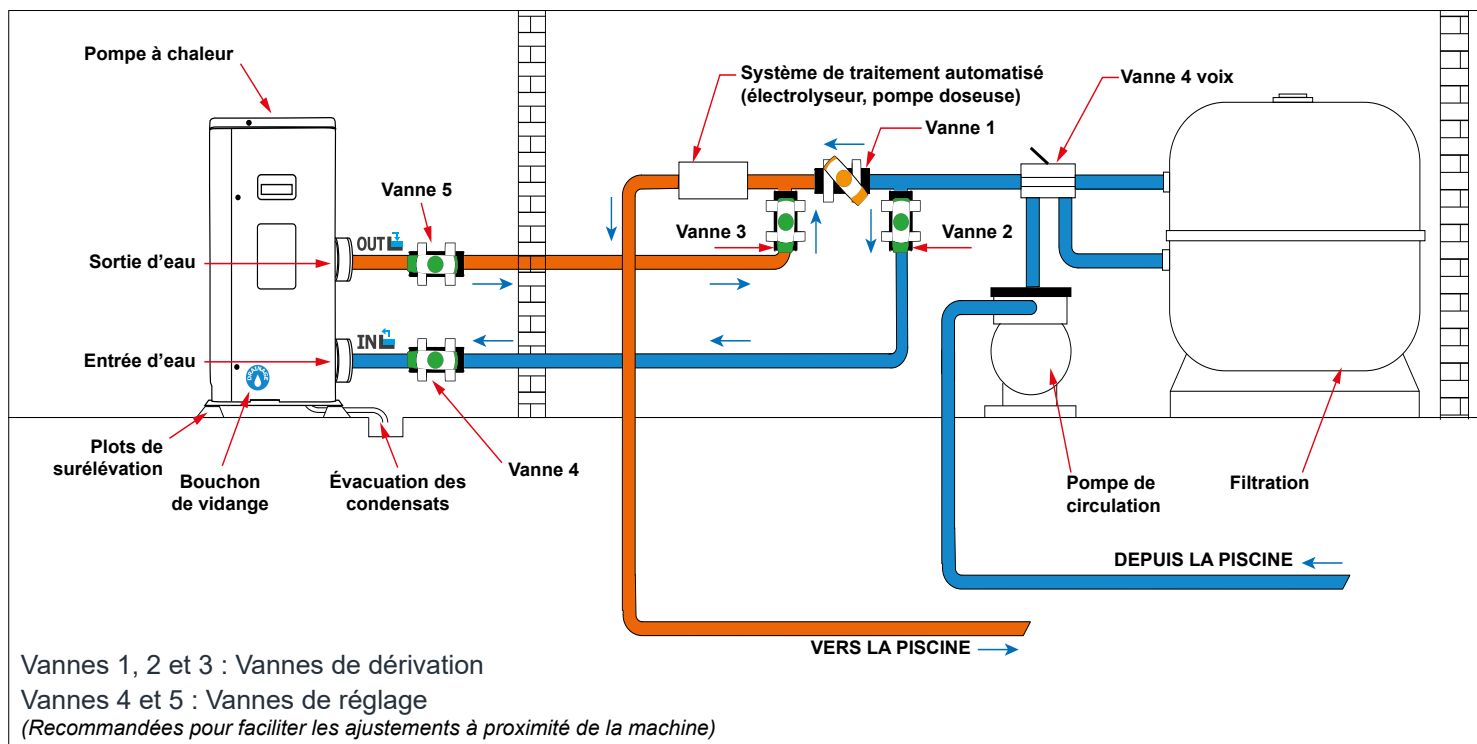 Pompe à chaleur
Système de traitement automatisé
(électrolyseur, pompe doseuse)
Vanne 4 voix
Vanne 1
Vanne 5
Vanne 3
Vanne 2
OUT
Sortie d'eau
IN
Entrée d'eau
Plots de
surélévation
Bouchon
de vidange
Évacuation des
condensats
Vanne 4
Pompe de
circulation
Filtration
DEPUIS LA PISCINE
VERS LA PISCINE
Vannes 1, 2 et 3 : Vannes de dérivation
Vannes 4 et 5 : Vannes de réglage
(Recommandées pour faciliter les ajustements à proximité de la machine)